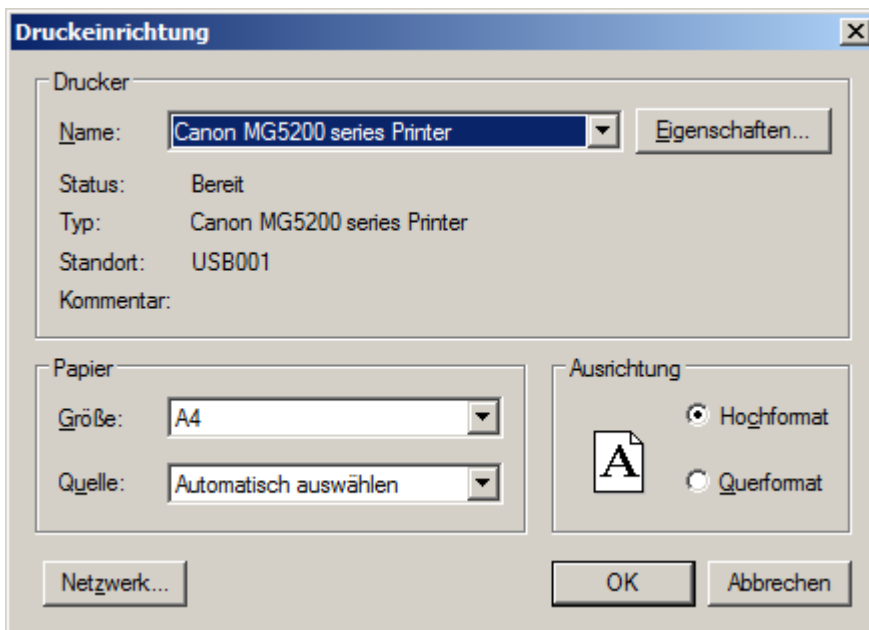 Druckeinrichtung
Drucker
Name: Canon MG5200 series Printer Eigenschaften...
Status: Bereit
Typ: Canon MG5200 series Printer
Standort: USB001
Kommentar:
Papier
Größe: A4
Quelle: Automatisch auswählen
Ausrichtung
A
Hochformat
Querformat
Netzwerk... OK Abbrechen